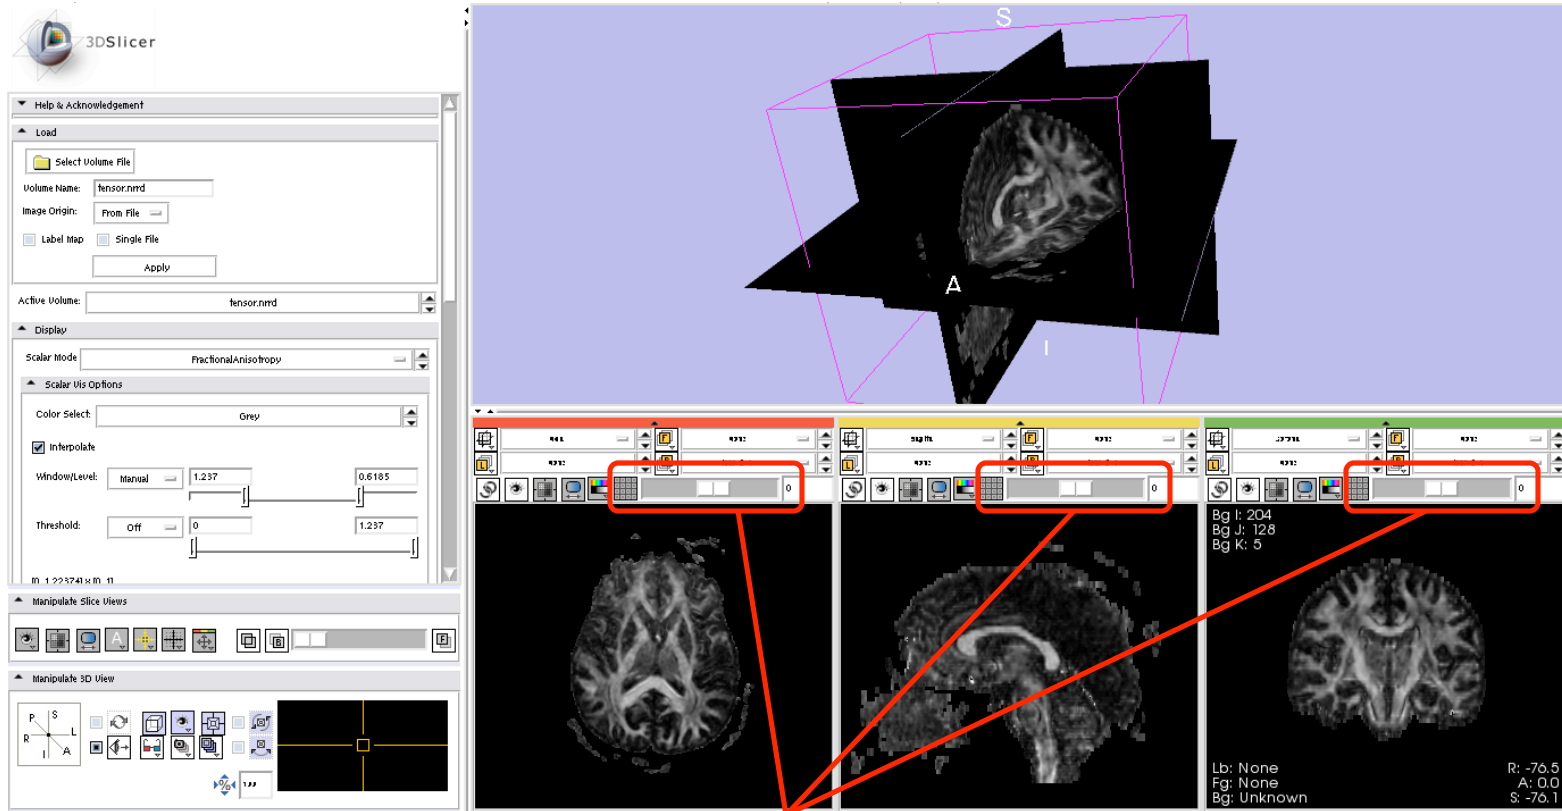 3DSlicer
Help & Acknowledgement
Load
Select Volume File
Volume Name: tensor.nrrd
Image Origin: From File
Label Map Single File
Apply
Active Volume: tensor.nrrd
Display
Scalar Mode FractionalAnisotropy
Scalar Vis Options
Color Select: Grey
Interpolate
Window/Level: Manual 1.237 0.6185
Threshold: Off 0 1.237
Manipulate Slice Views
A
B
F
Manipulate 3D View
P S
R L
I A
%
S
A
I
F
F
F
L
B
L
B
L
B
0
0
0
Bg I: 204
Bg J: 128
Bg K: 5
Lb: None
Fg: None
Bg: Unknown
R: -76.5
A: 0.0
S: -76.1